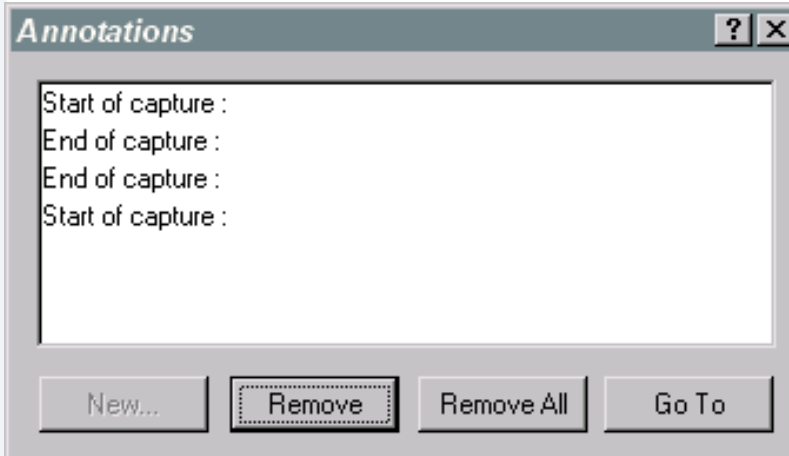 Annotations
Start of capture :
End of capture :
End of capture :
Start of capture :
New... Remove Remove All Go To